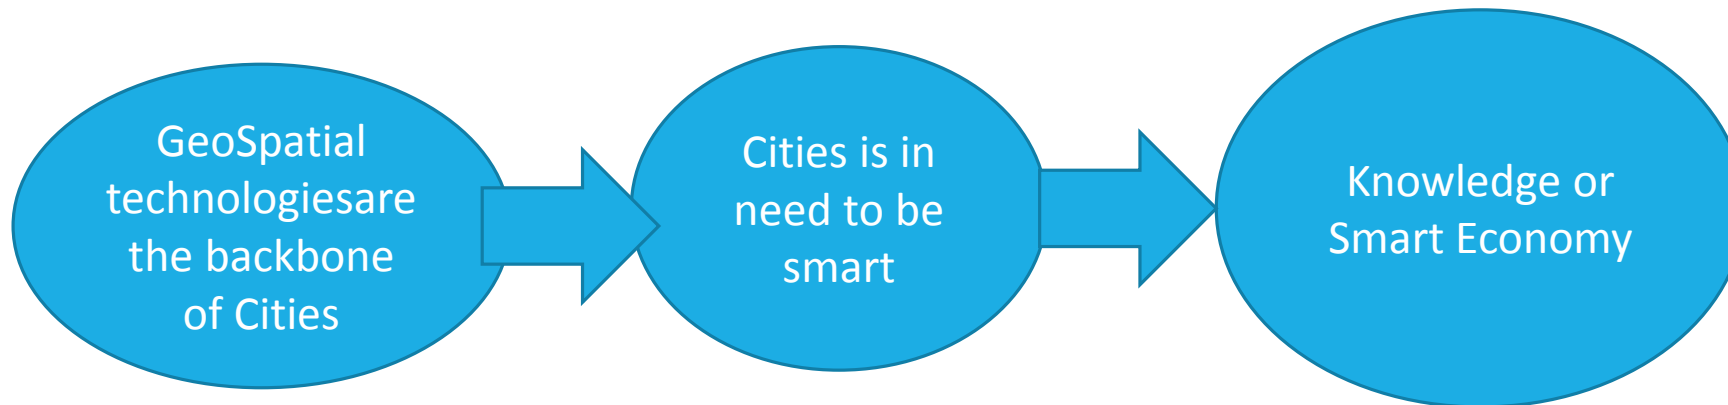 GeoSpatial
technologiesare
the backbone
of Cities
Cities is in
need to be
smart
Knowledge or
Smart Economy